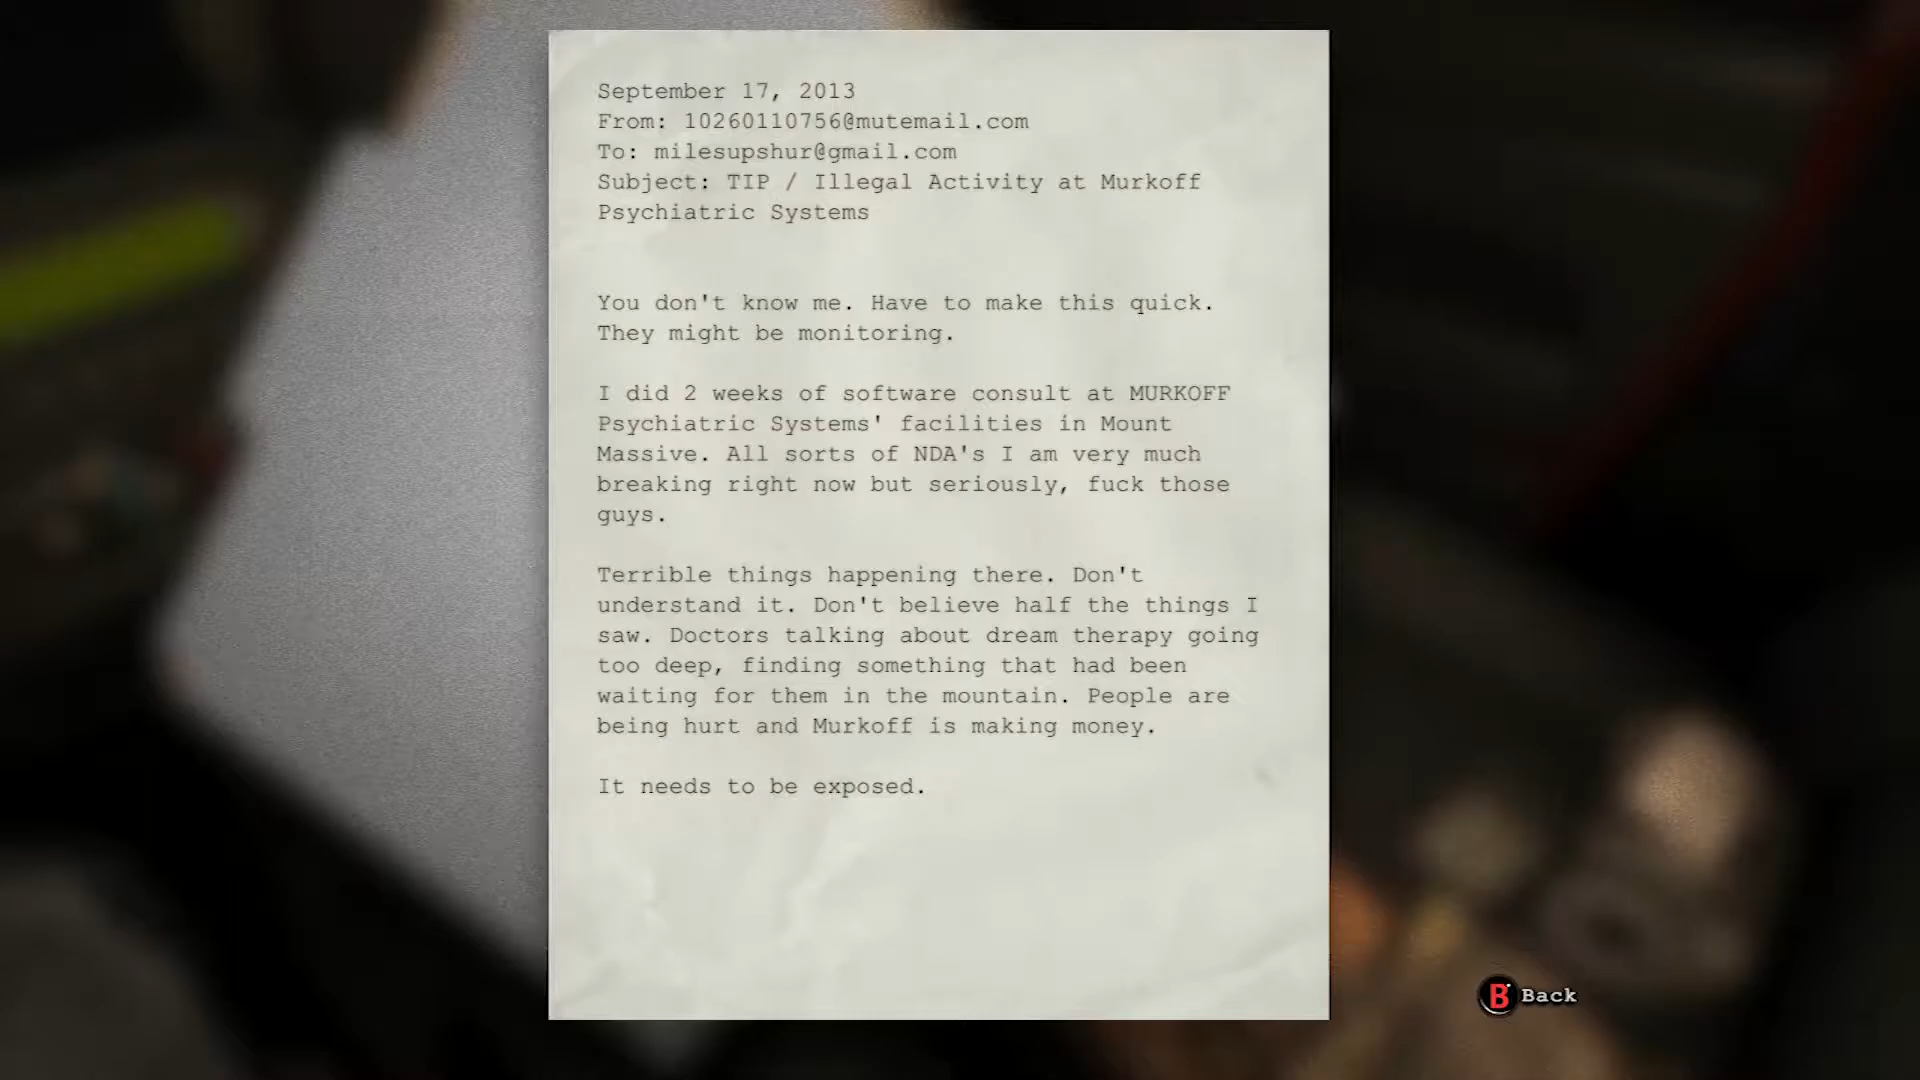 September 17, 2013
From: 10260110756@mutemail.com
To: milesupshur@gmail.com
Subject: TIP / Illegal Activity at Murkoff
Psychiatric Systems
You don't know me. Have to make this quick.
They might be monitoring.
I did 2 weeks of software consult at MURKOFF
Psychiatric Systems' facilities in Mount
Massive. All sorts of NDA's I am very much
breaking right now but seriously, fuck those
guys.
Terrible things happening there. Don't
understand it. Don't believe half the things I
saw. Doctors talking about dream therapy going
too deep, finding something that had been
waiting for them in the mountain. People are
being hurt and Murkoff is making money.
It needs to be exposed.
B Back